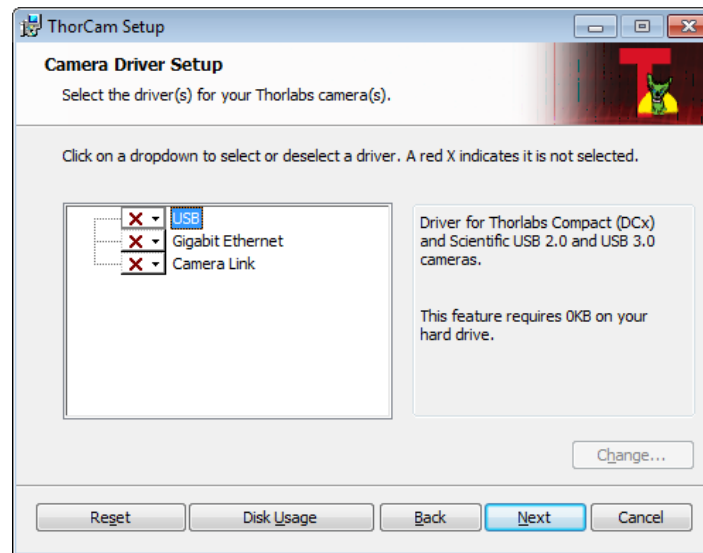 ThorCam Setup
Camera Driver Setup
Select the driver(s) for your Thorlabs camera(s).
Click on a dropdown to select or deselect a driver. A red X indicates it is not selected.
USB
Gigabit Ethernet
Camera Link
Driver for Thorlabs Compact (DCx)
and Scientific USB 2.0 and USB 3.0
cameras.
This feature requires 0KB on your
hard drive.
Change...
Reset Disk Usage Back Next Cancel